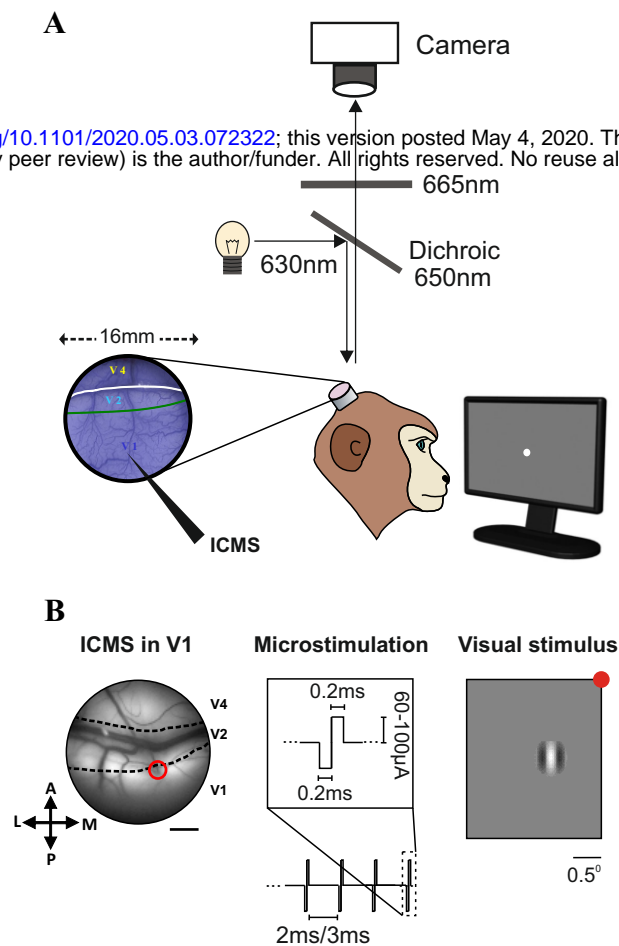 A
Camera
g/10.1101/2020.05.03.072322; this version posted May 4, 2020. Th
y peer review) is the author/funder. All rights reserved. No reuse al
665nm
630nm
Dichroic
650nm
16mm
V4
V2
V1
ICMS
B
ICMS in V1
Microstimulation
Visual stimulus
V4
V2
V1
A
L
M
P
0.2ms
60-100µA
0.2ms
2ms/3ms
0.5⁰